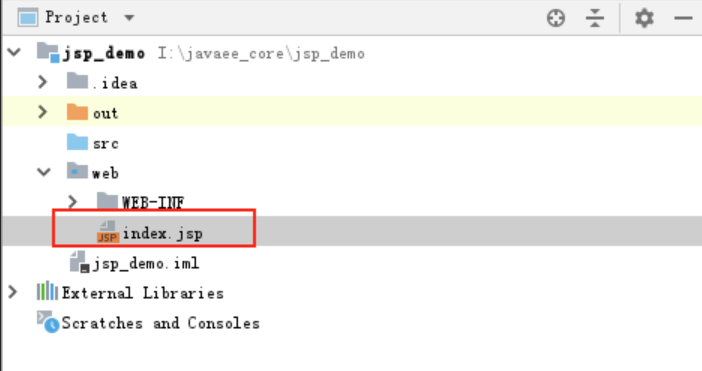 Project
jsp_demo I:\javaee_core\jsp_demo
.idea
out
src
web
WEB-INF
JSP index.jsp
jsp_demo.iml
External Libraries
Scratches and Consoles